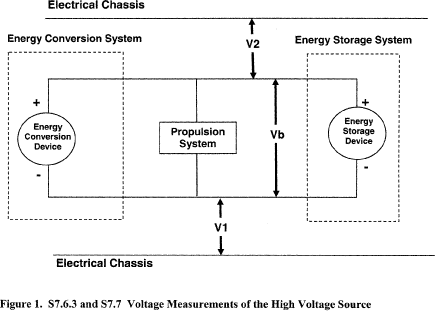 Electrical Chassis
Energy Conversion System
V2
Energy Storage System
+
Energy
Conversion
Device
-
Propulsion
System
Vb
+
Energy
Storage
Device
-
V1
Electrical Chassis
Figure 1. S7.6.3 and S7.7 Voltage Measurements of the High Voltage Source